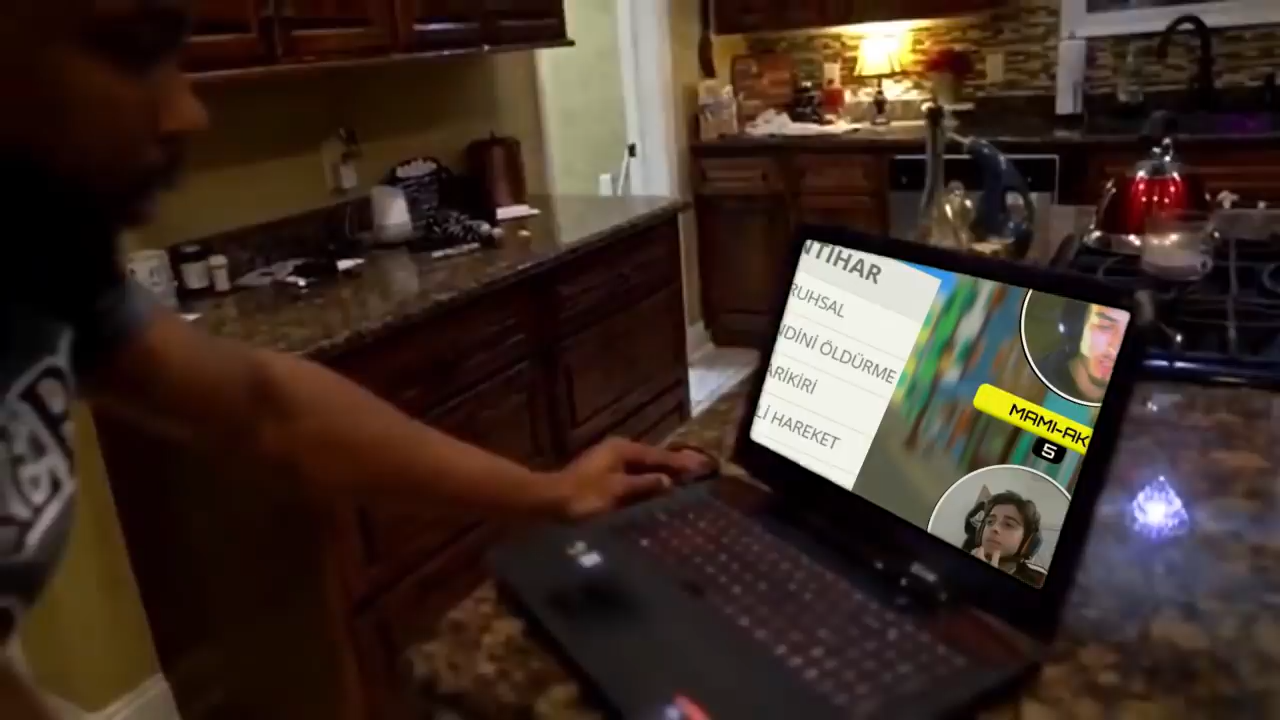 NTIHAR
RUHSAL
NDİNİ ÖLDÜRME
ARİKİRİ
Lİ HAREKET
MAMI-AK
5